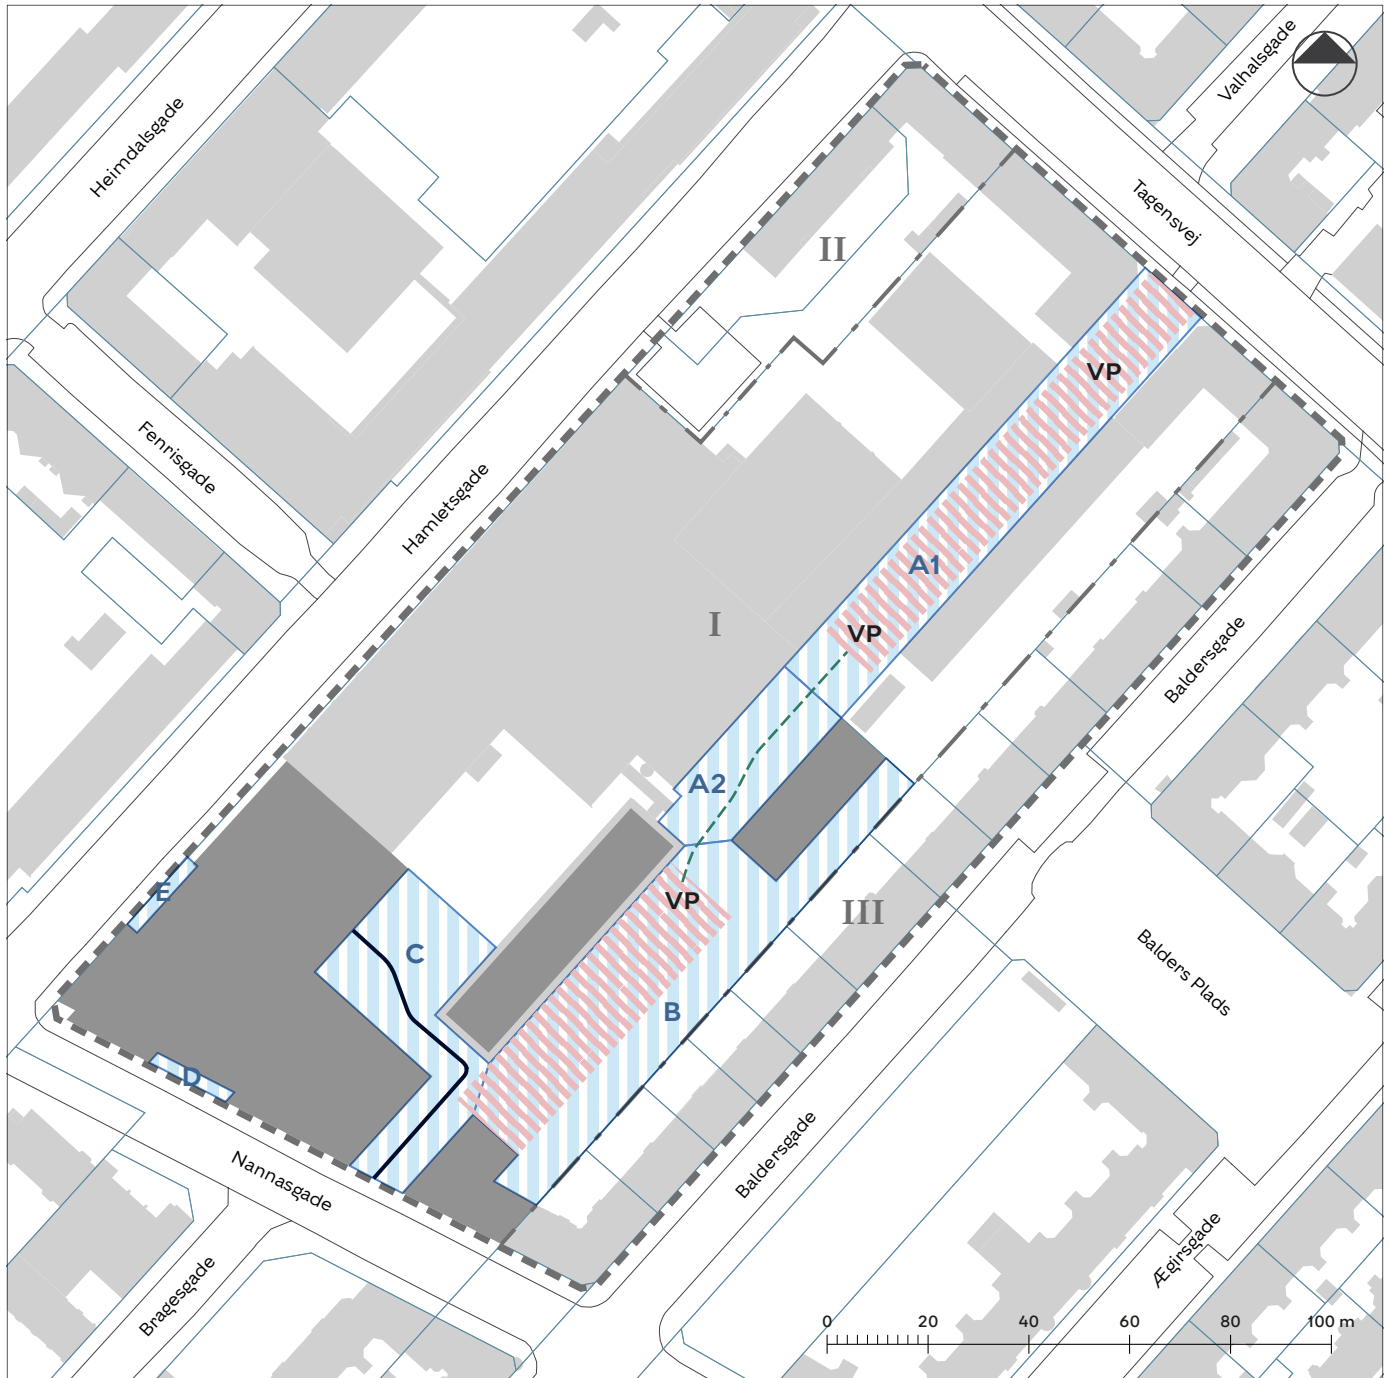 Valhalsgade
Heimdalsgade
Tagensvej
II
VP
Fenrisgade
Hamletsgade
A1
I
VP
Baldersgade
A2
E
VP
III
C
Balders Plads
B
D
Baldersgade
Nannasgade
Ægirsgade
Bragesgade
0 20 40 60 80 100 m